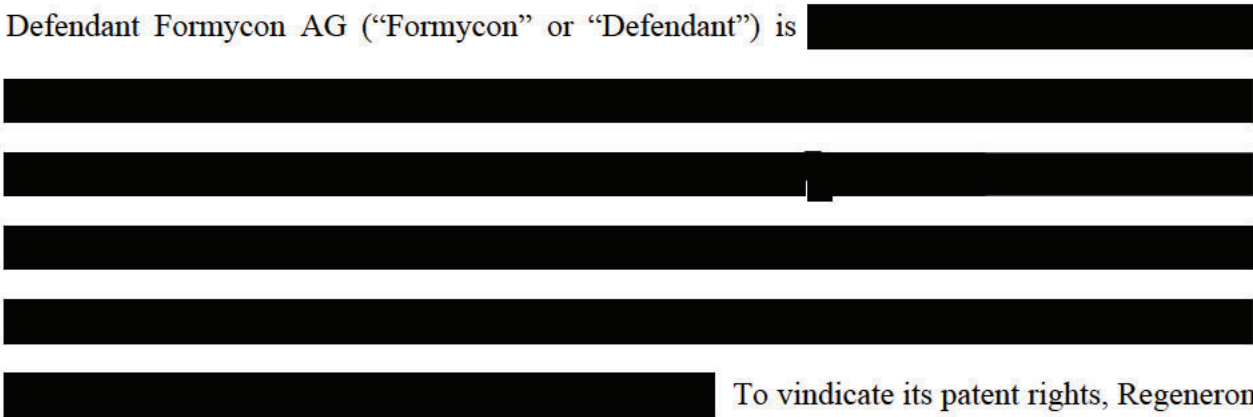 Defendant Formycon AG (“Formycon” or “Defendant”) is
To vindicate its patent rights, Regeneron